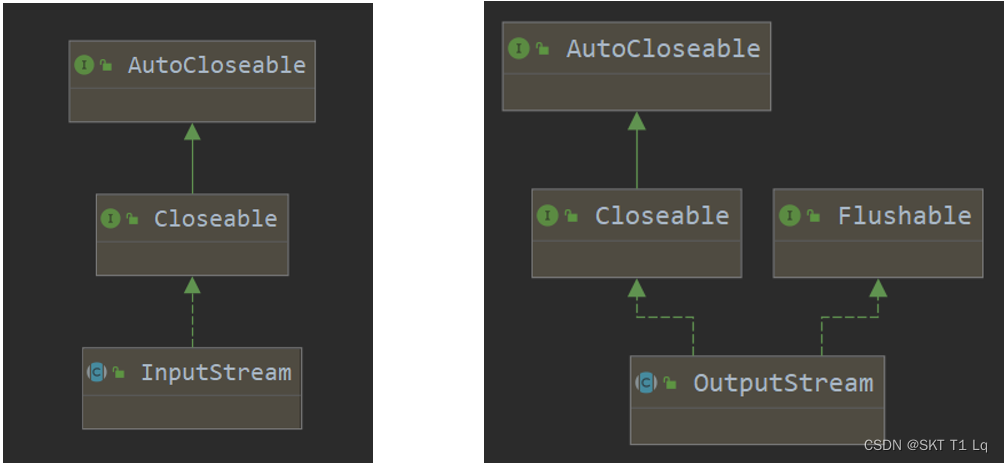 I AutoCloseable
I Closeable
C InputStream
I AutoCloseable
I Closeable
I Flushable
C OutputStream
CSDN @SKT T1 Lq